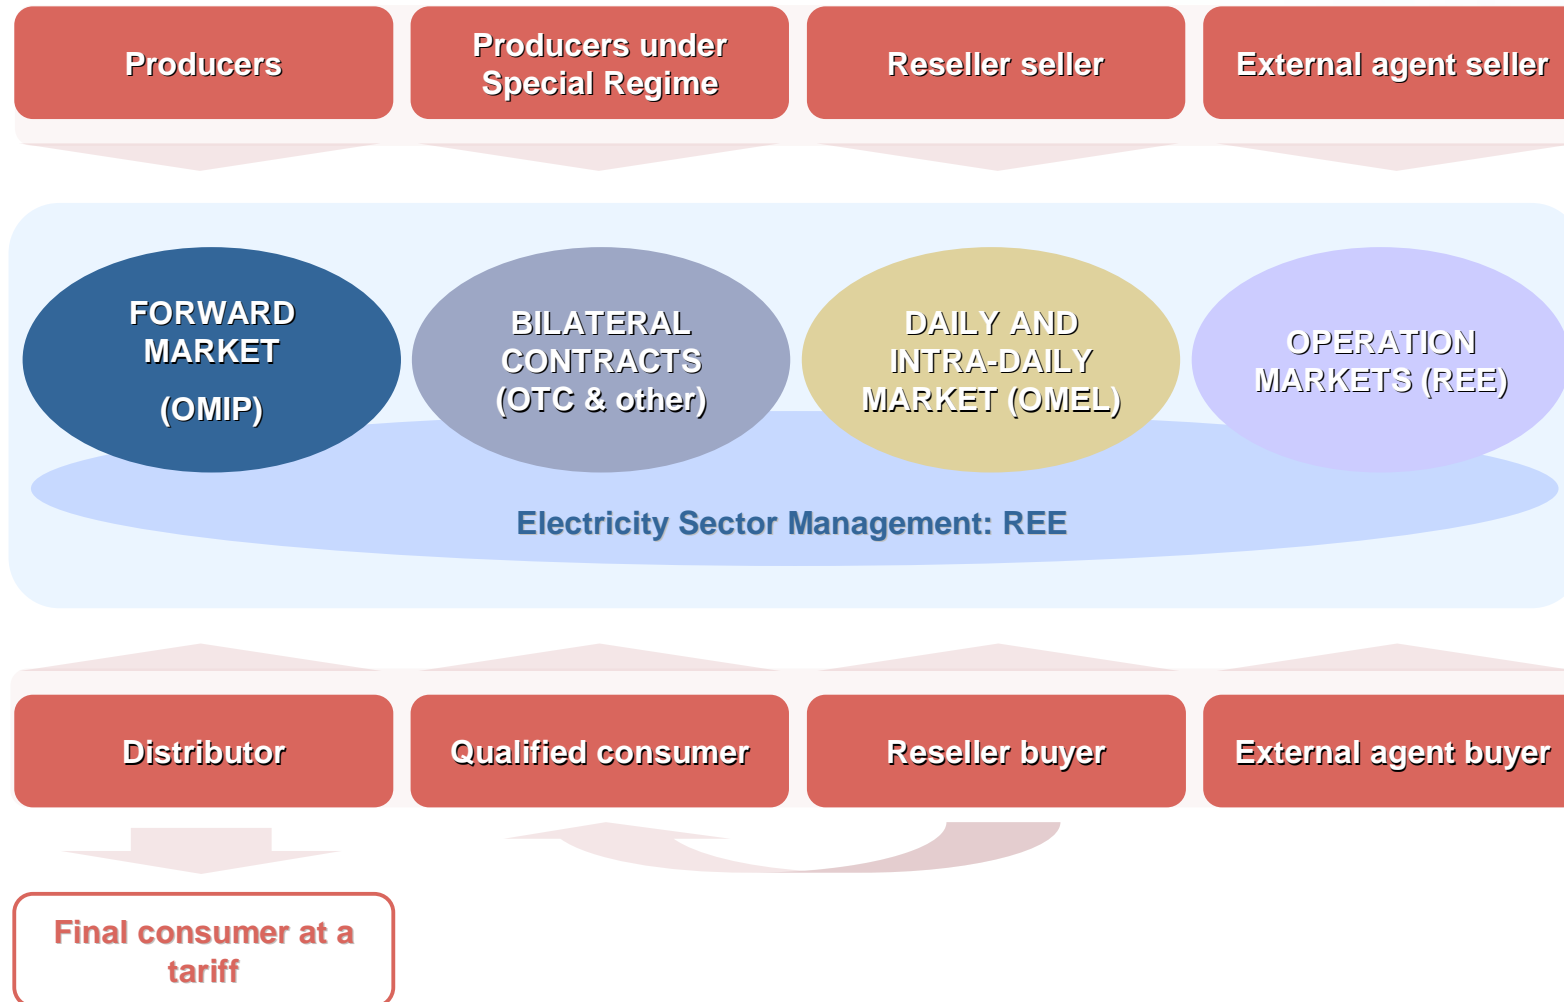 Producers
Producers under
Special Regime
Reseller seller
External agent seller
FORWARD
MARKET
(OMIP)
BILATERAL
CONTRACTS
(OTC & other)
DAILY AND
INTRA-DAILY
MARKET (OMEL)
OPERATION
MARKETS (REE)
Electricity Sector Management: REE
Distributor
Qualified consumer
Reseller buyer
External agent buyer
Final consumer at a
tariff